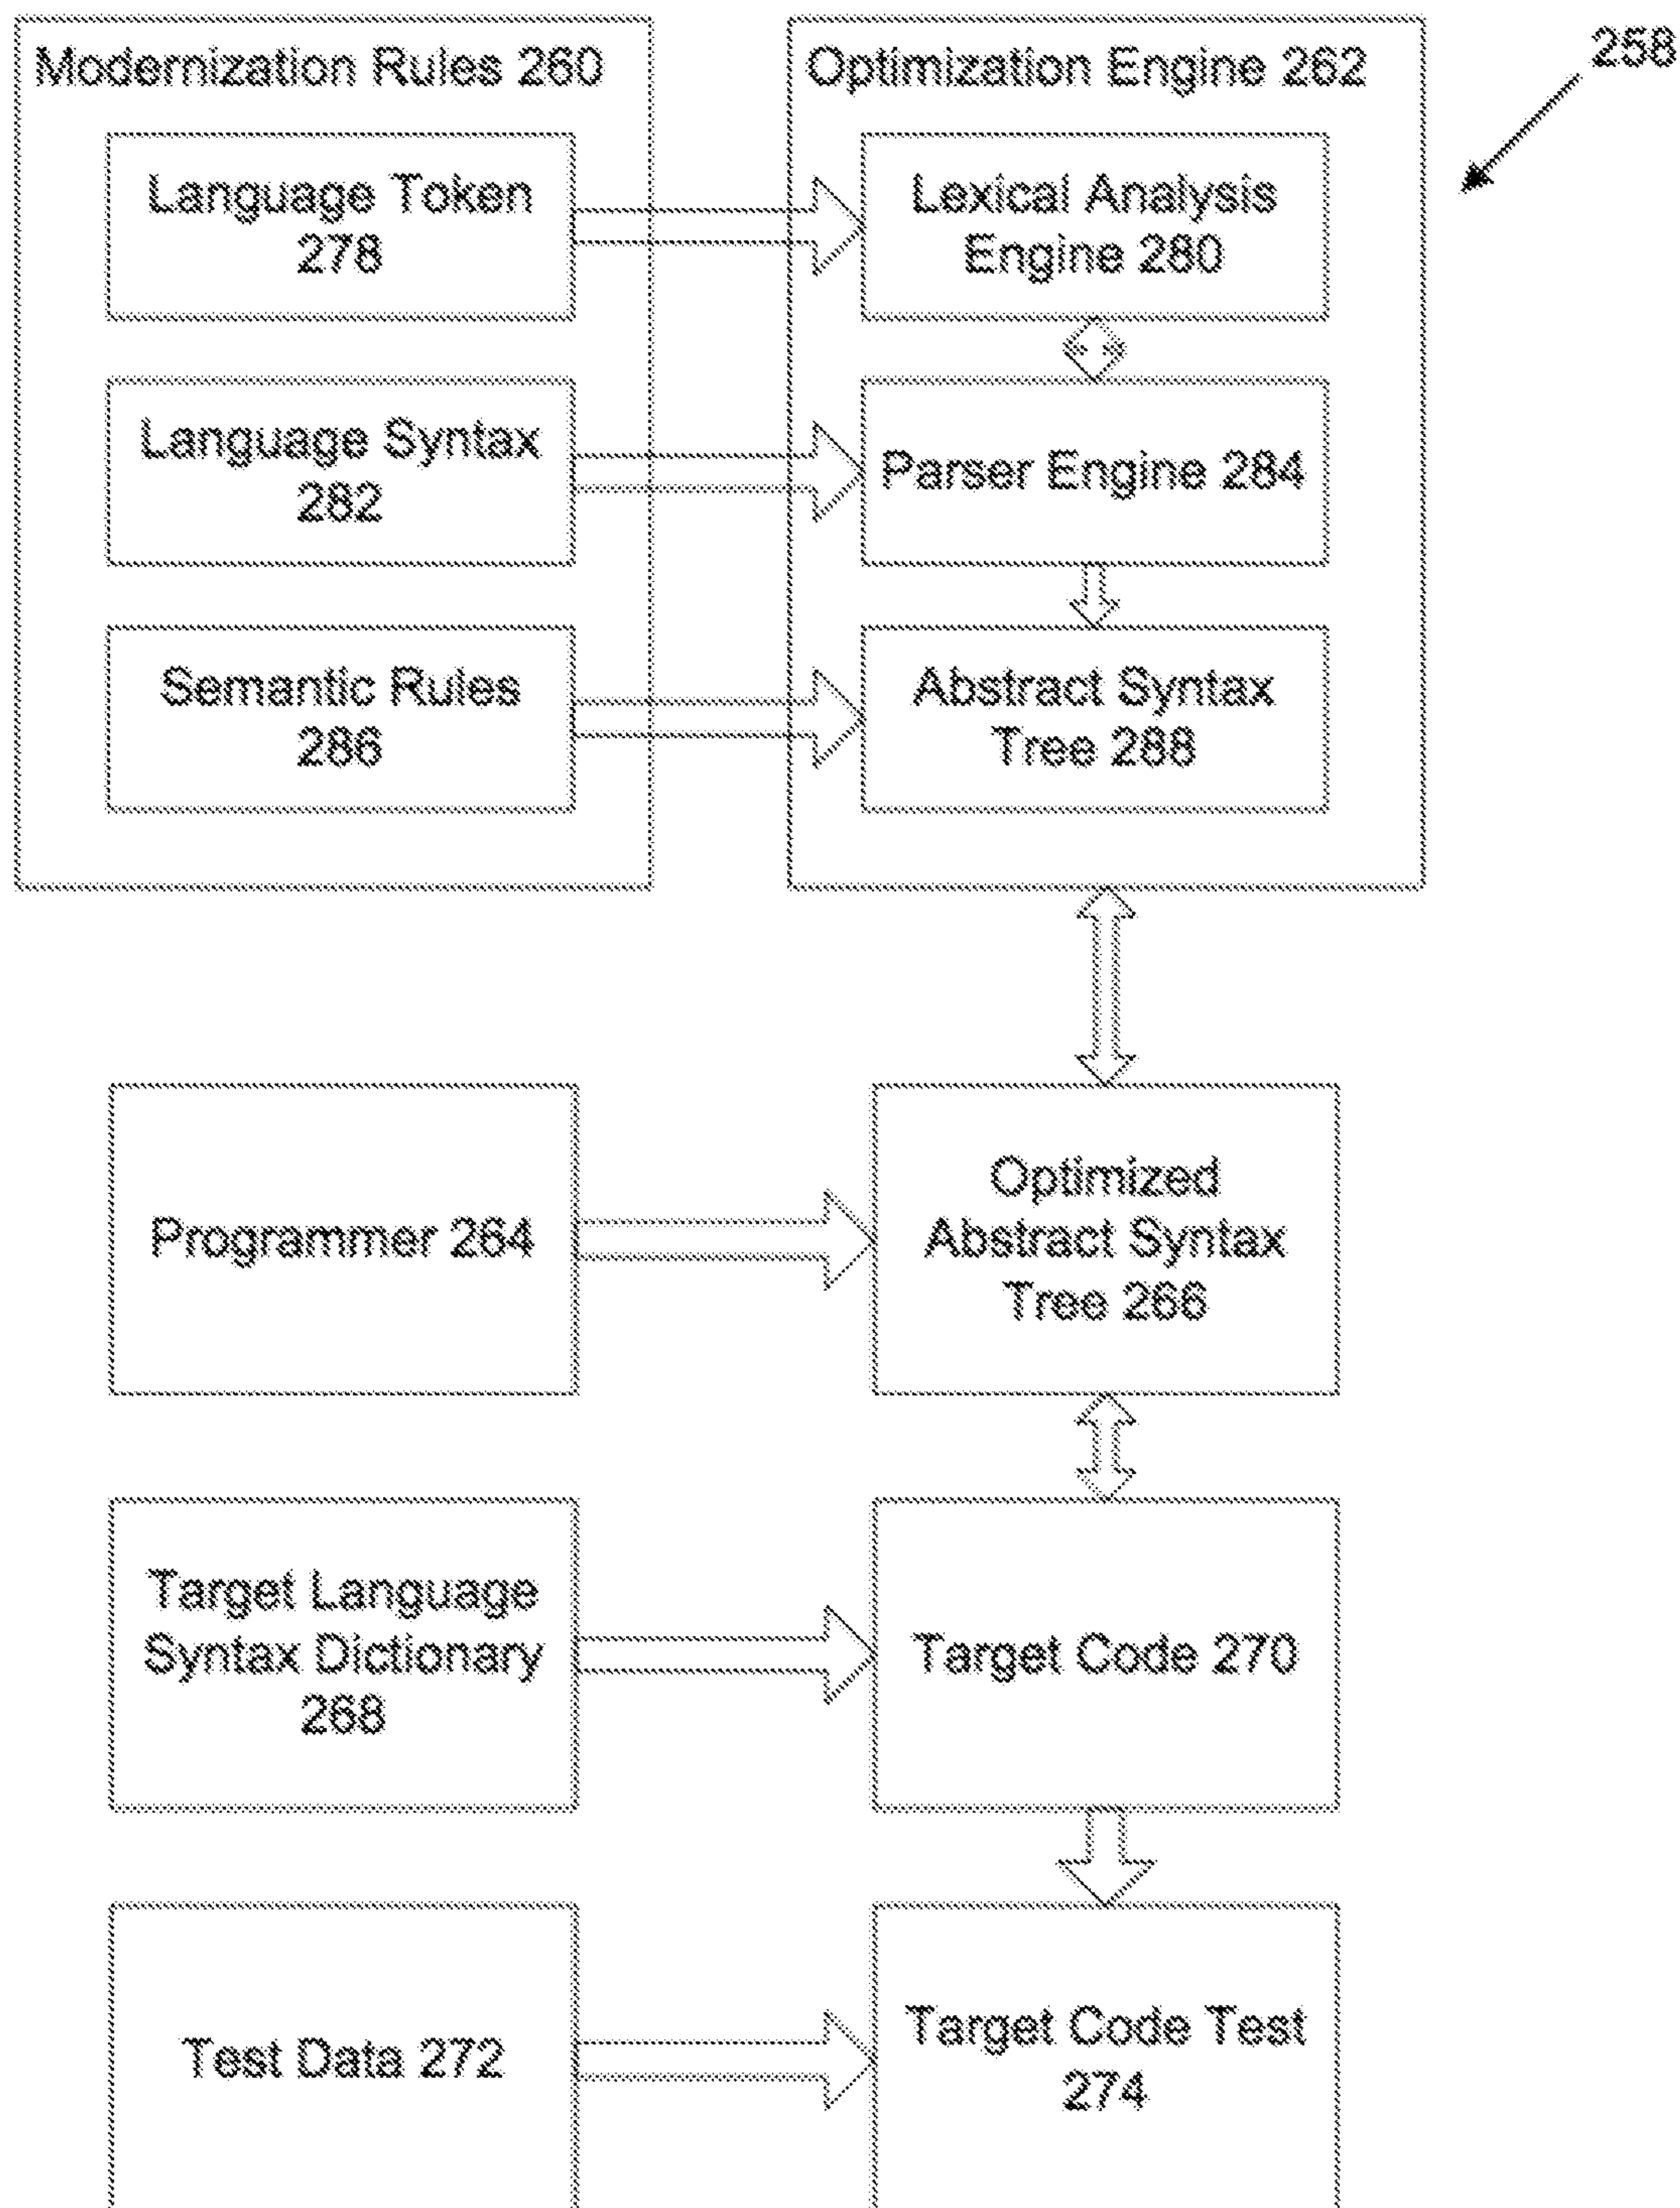 Modernization Rules 260
Optimization Engine 262
258
Language Token
278
Lexical Analysis
Engine 280
Language Syntax
282
Parser Engine 284
Semantic Rules
286
Abstract Syntax
Tree 288
Programmer 264
Optimized
Abstract Syntax
Tree 266
Target Language
Syntax Dictionary
268
Target Code 270
Test Data 272
Target Code Test
274